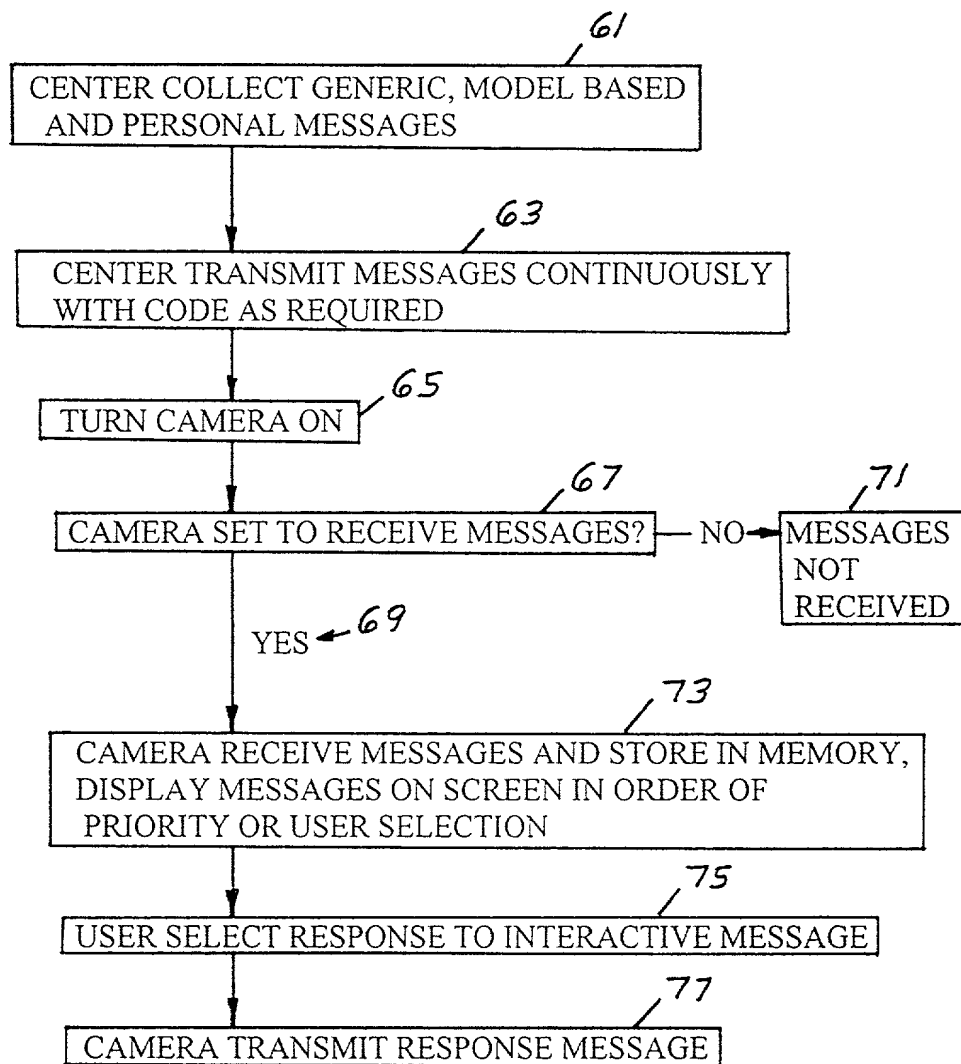 61
CENTER COLLECT GENERIC, MODEL BASED
AND PERSONAL MESSAGES
63
CENTER TRANSMIT MESSAGES CONTINUOUSLY
WITH CODE AS REQUIRED
65
TURN CAMERA ON
67
71
CAMERA SET TO RECEIVE MESSAGES?
NO
MESSAGES
NOT
RECEIVED
YES
69
73
CAMERA RECEIVE MESSAGES AND STORE IN MEMORY,
DISPLAY MESSAGES ON SCREEN IN ORDER OF
PRIORITY OR USER SELECTION
75
USER SELECT RESPONSE TO INTERACTIVE MESSAGE
77
CAMERA TRANSMIT RESPONSE MESSAGE